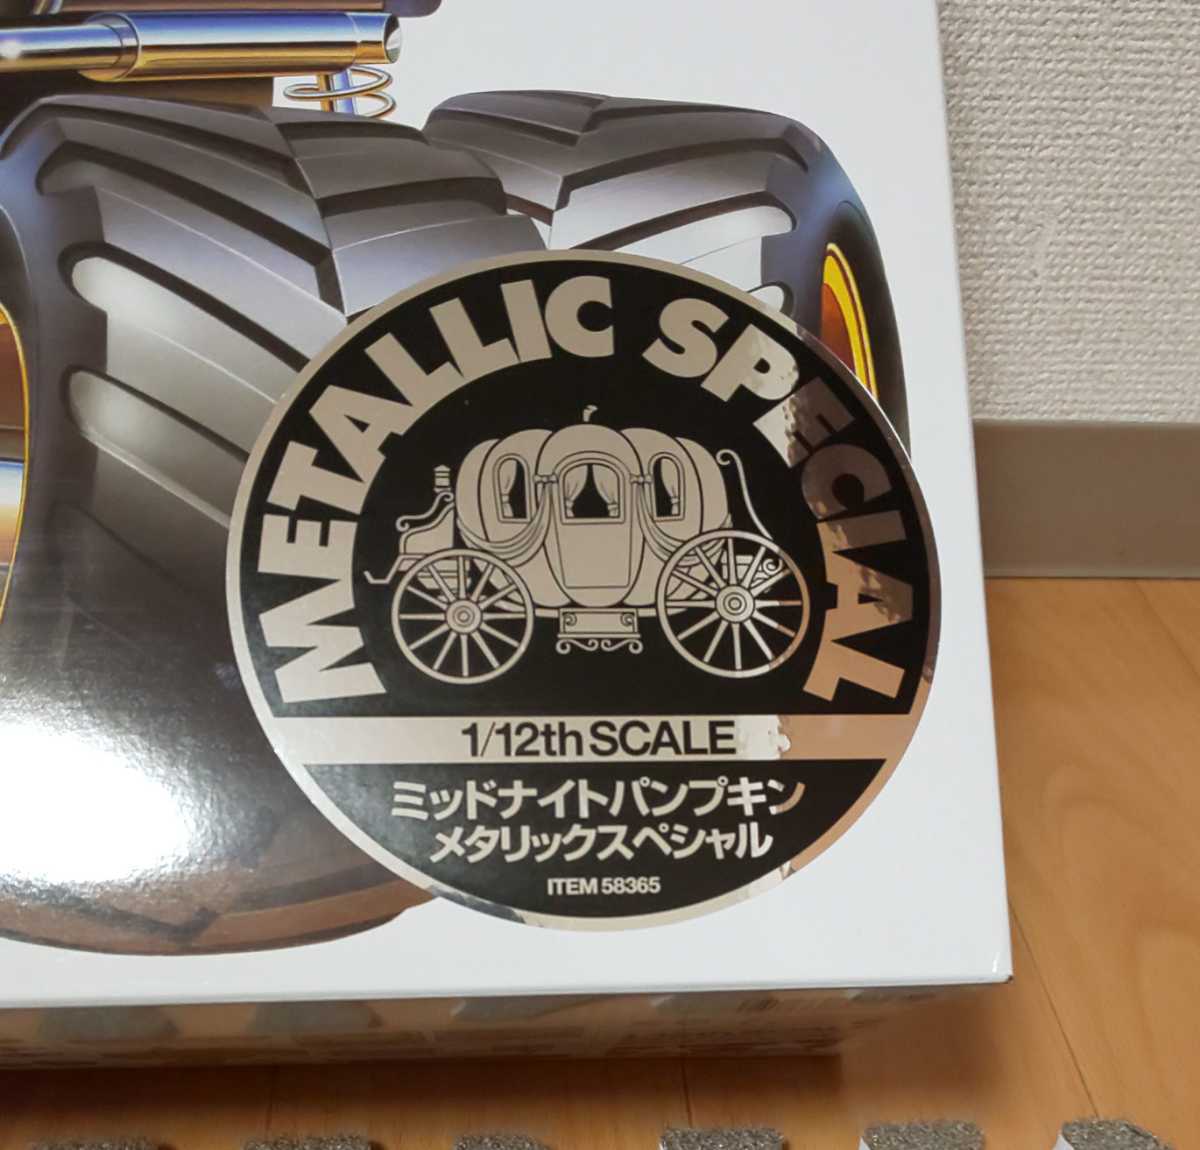 METALLIC SPECIAL
1/12th SCALE
ミッドナイトパンプキン
メタリックスペシャル
ITEM 58365